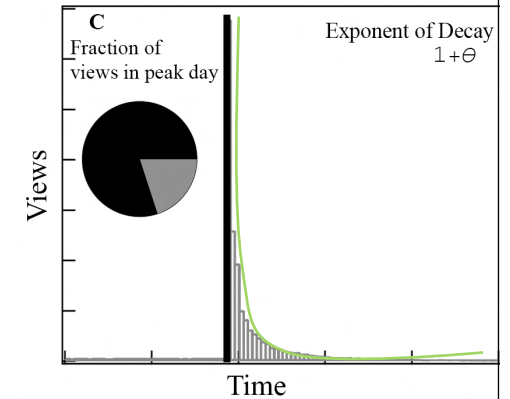 C
Exponent of Decay
1+θ
Fraction of
views in peak day
Views
Time